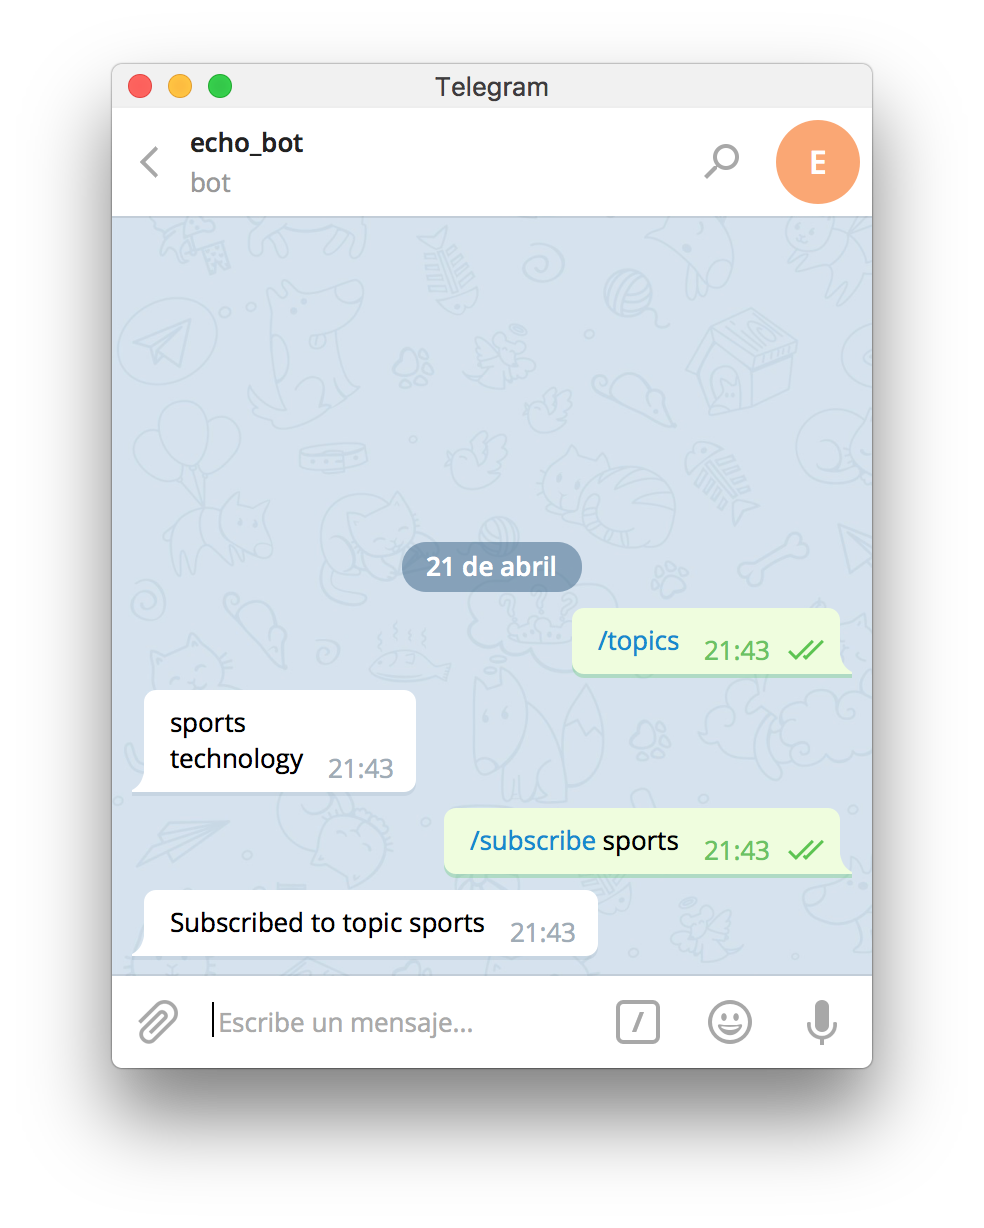 Telegram
echo_bot
bot
E
21 de abril
/topics 21:43
sports
technology 21:43
/subscribe sports 21:43
Subscribed to topic sports 21:43
Escribe un mensaje...
/